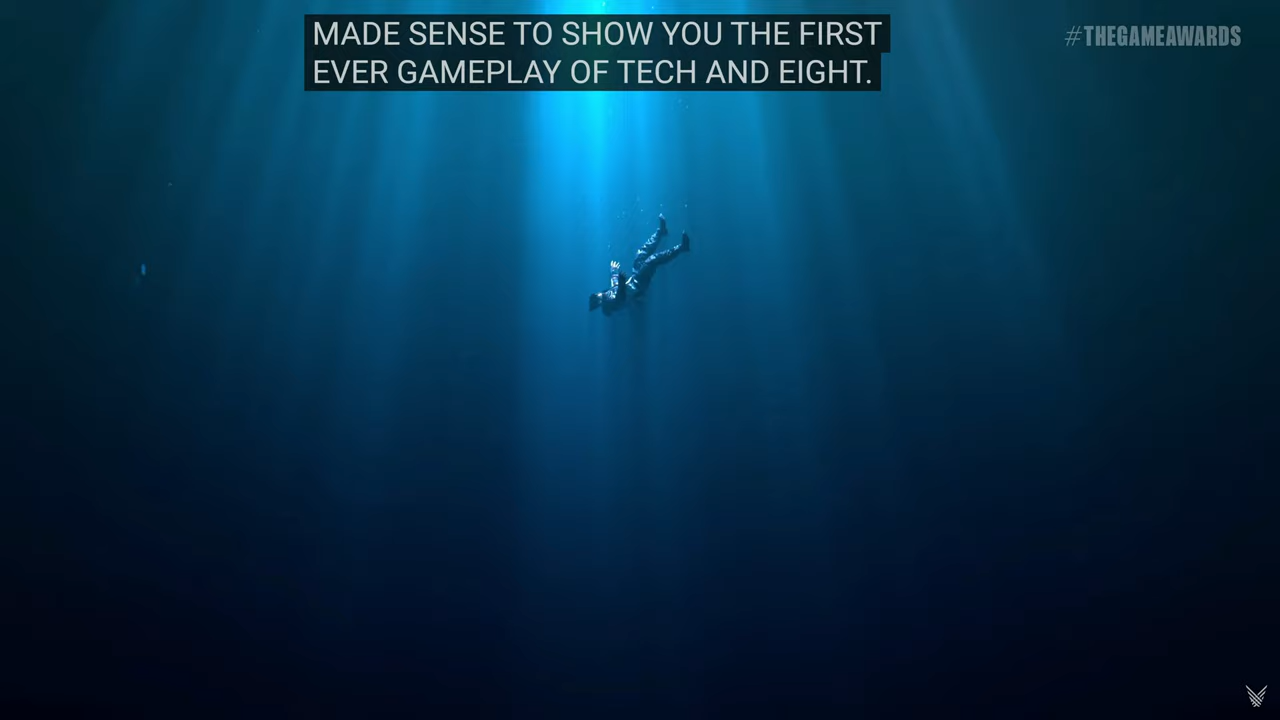 MADE SENSE TO SHOW YOU THE FIRST
EVER GAMEPLAY OF TECH AND EIGHT.
#THEGAMEAWARDS